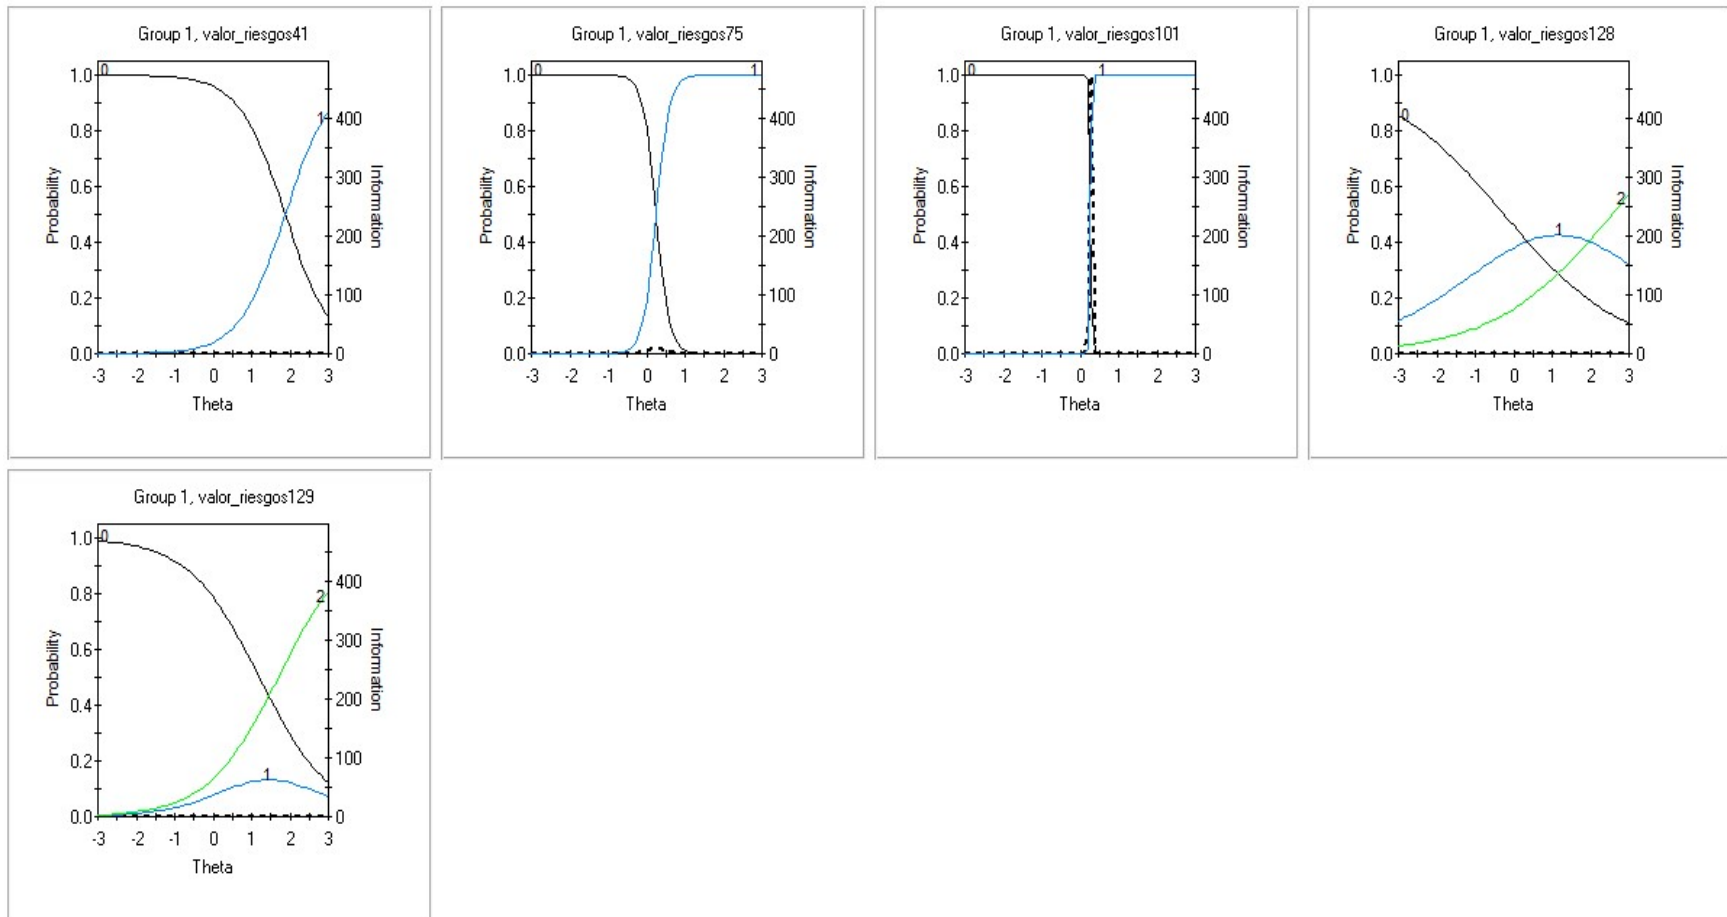 Group 1, valor_riesgos41
0
1
1.0
0.8
0.6
0.4
0.2
0.0
400
300
200
100
0
Probability
Information
-3 -2 -1 0 1 2 3
Theta
Group 1, valor_riesgos75
0
1
1.0
0.8
0.6
0.4
0.2
0.0
400
300
200
100
0
Probability
Information
-3 -2 -1 0 1 2 3
Theta
Group 1, valor_riesgos101
0
1
1.0
0.8
0.6
0.4
0.2
0.0
400
300
200
100
0
Probability
Information
-3 -2 -1 0 1 2 3
Theta
Group 1, valor_riesgos128
0
1
2
1.0
0.8
0.6
0.4
0.2
0.0
400
300
200
100
0
Probability
Information
-3 -2 -1 0 1 2 3
Theta
Group 1, valor_riesgos129
0
1
2
1.0
0.8
0.6
0.4
0.2
0.0
400
300
200
100
0
Probability
Information
-3 -2 -1 0 1 2 3
Theta